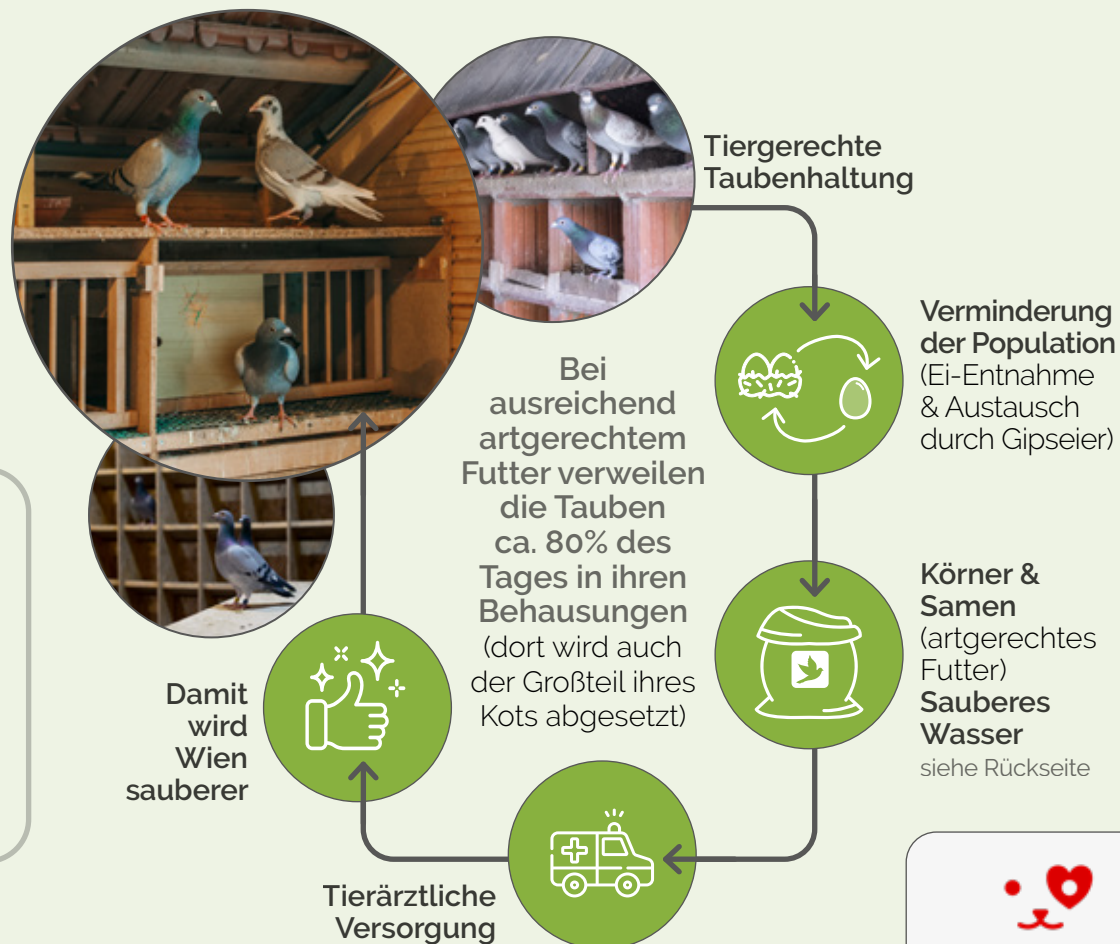 Tiergerechte
Taubenhaltung
Verminderung
der Population
(Ei-Entnahme
& Austausch
durch Gipseier)
Körner &
Samen
(artgerechtes
Futter)
Sauberes
Wasser
siehe Rückseite
Tierärztliche
Versorgung
Damit
wird
Wien
sauberer
Bei
ausreichend
artgerechtem
Futter verweilen
die Tauben
ca. 80% des
Tages in ihren
Behausungen
(dort wird auch
der Großteil ihres
Kots abgesetzt)